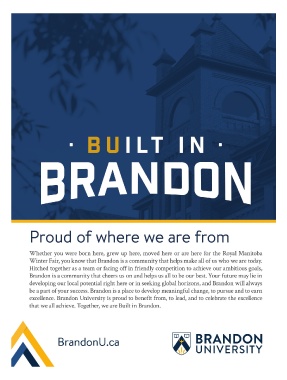 · BUILT IN ·
BRANDON
Proud of where we are from
Whether you were born here, grew up here, moved here or are here for the Royal Manitoba
Winter Fair, you know that Brandon is a community that helps make all of us who we are today.
Hitched together as a team or facing off in friendly competition to achieve our ambitious goals,
Brandon is a community that cheers us on and helps us all to be our best. Your future may lie in
developing our local potential right here or in seeking global horizons, and Brandon will always
be a part of your success. Brandon is a place to develop meaningful change, to pursue and to earn
excellence. Brandon University is proud to benefit from, to lead, and to celebrate the excellence
that we all achieve. Together, we are Built in Brandon.
BrandonU.ca
BRANDON
UNIVERSITY